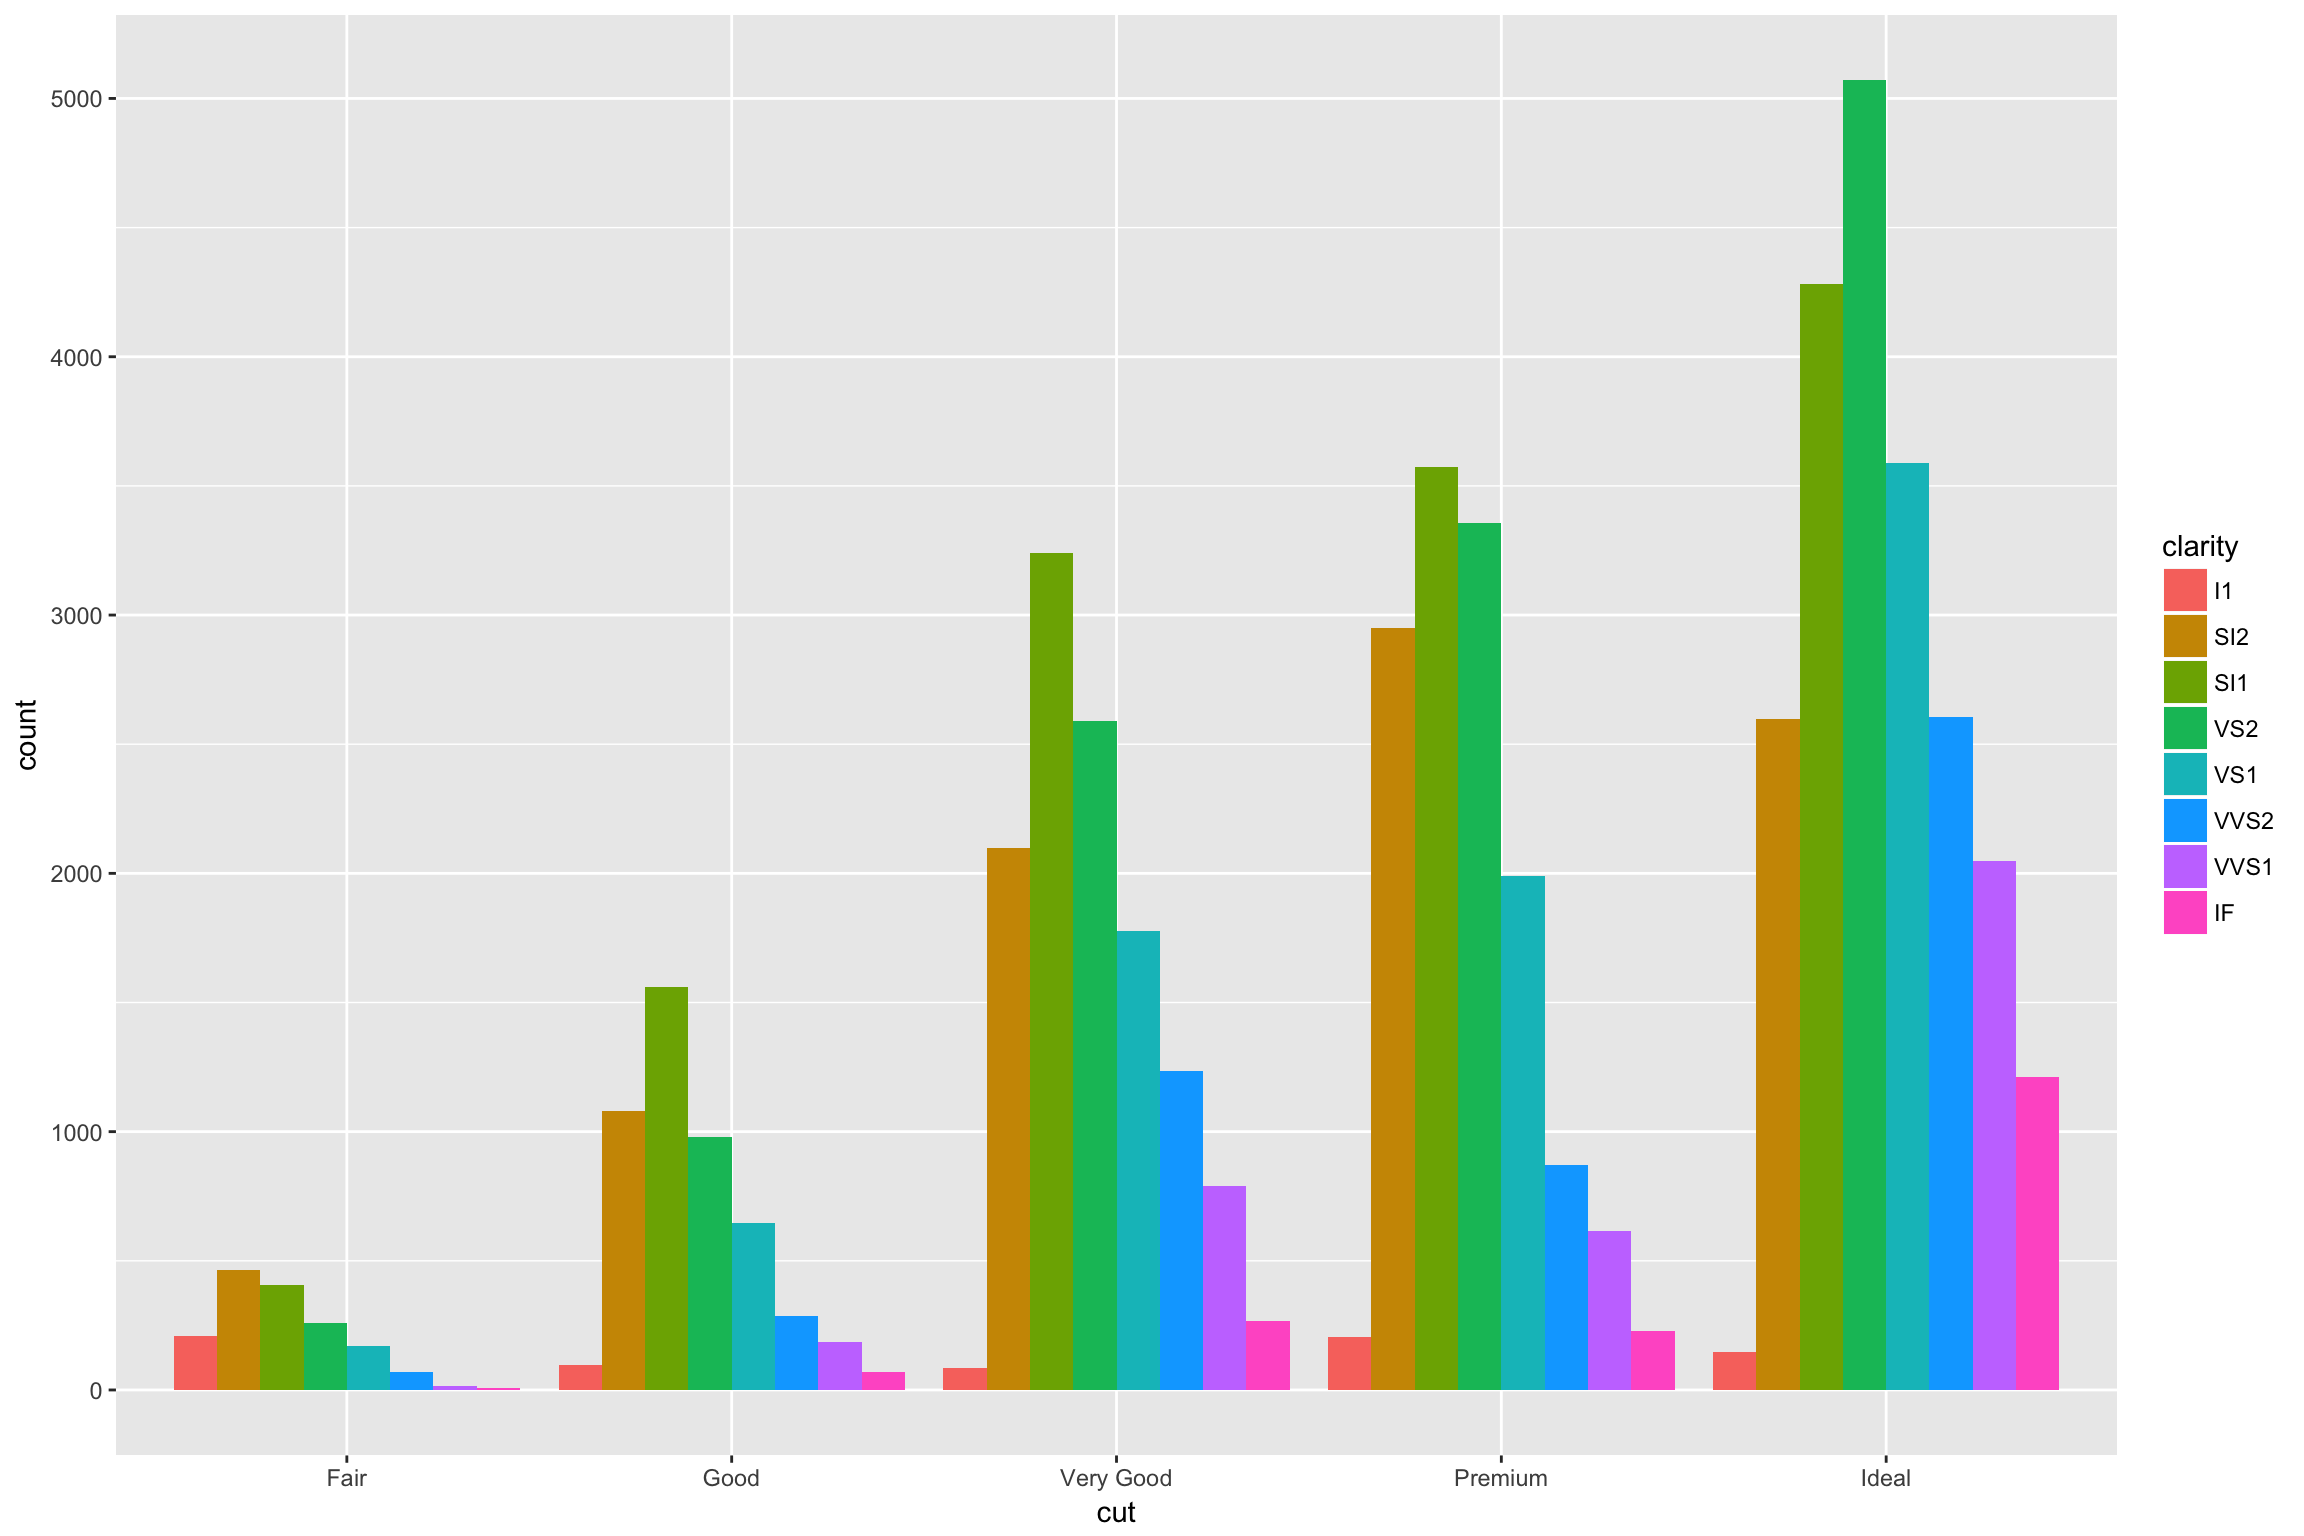 5000
4000
3000
2000
1000
0
count
Fair Good Very Good Premium Ideal
cut
clarity
I1
SI2
SI1
VS2
VS1
VVS2
VVS1
IF